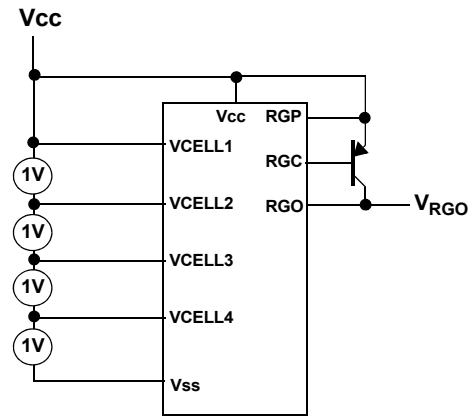 Vcc
Vcc
RGP
VCELL1
1V
RGC
VCELL2
RGO
VRGO
1V
VCELL3
1V
VCELL4
1V
Vss